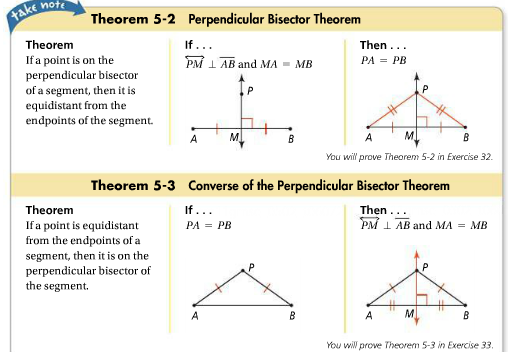 take note
Theorem 5-2 Perpendicular Bisector Theorem
Theorem
If a point is on the
perpendicular bisector
of a segment, then it is
equidistant from the
endpoints of the segment.
If . . .
PM ⊥ AB and MA = MB
P
A
M
B
Then . . .
PA = PB
P
A
M
B
You will prove Theorem 5-2 in Exercise 32.
Theorem 5-3 Converse of the Perpendicular Bisector Theorem
Theorem
If a point is equidistant
from the endpoints of a
segment, then it is on the
perpendicular bisector of
the segment.
If . . .
PA = PB
P
A
B
Then . . .
PM ⊥ AB and MA = MB
P
A
M
B
You will prove Theorem 5-3 in Exercise 33.